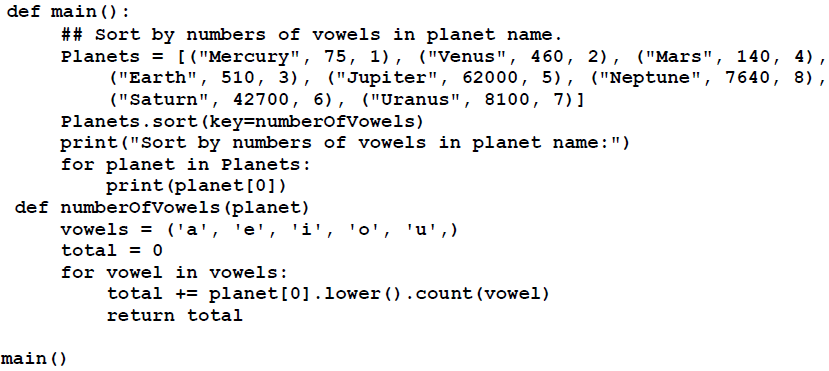 def main():
    ## Sort by numbers of vowels in planet name.
    Planets = [("Mercury", 75, 1), ("Venus", 460, 2), ("Mars", 140, 4),
        ("Earth", 510, 3), ("Jupiter", 62000, 5), ("Neptune", 7640, 8),
        ("Saturn", 42700, 6), ("Uranus", 8100, 7)]
    Planets.sort(key=numberOfVowels)
    print("Sort by numbers of vowels in planet name:")
    for planet in Planets:
        print(planet[0])
 def numberOfVowels(planet)
    vowels = ('a', 'e', 'i', 'o', 'u',)
    total = 0
    for vowel in vowels:
        total += planet[0].lower().count(vowel)
        return total

main()